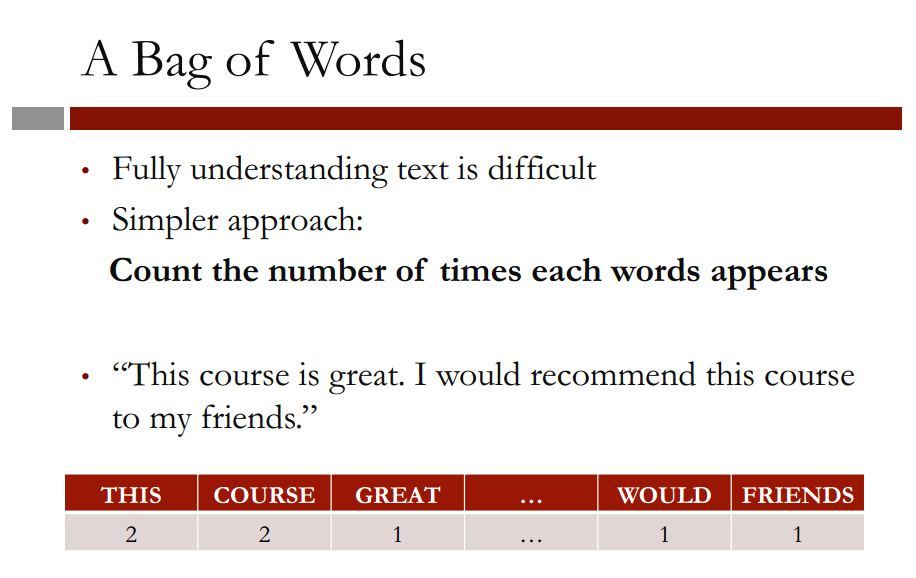 A Bag of Words
• Fully understanding text is difficult
• Simpler approach:
Count the number of times each words appears
• “This course is great. I would recommend this course
to my friends.”
THIS COURSE GREAT … WOULD FRIENDS
2 2 1 … 1 1